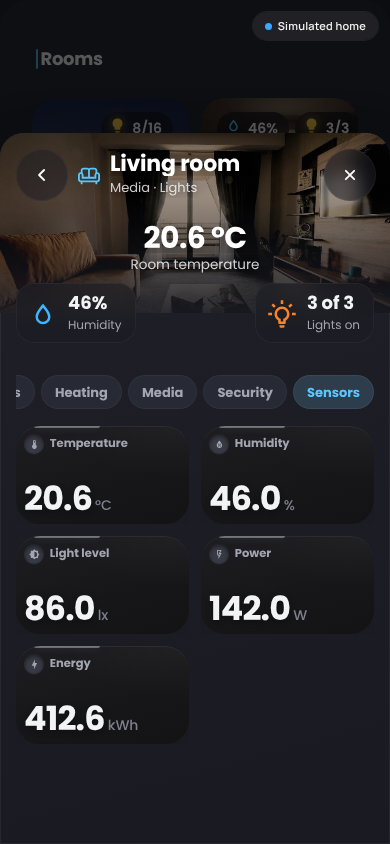 Simulated home
Rooms
8/16
46%
3/3
Living room
Media · Lights
20.6 °C
Room temperature
46%
Humidity
3 of 3
Lights on
s
Heating
Media
Security
Sensors
Temperature
20.6 °C
Humidity
46.0 %
Light level
86.0 lx
Power
142.0 W
Energy
412.6 kWh